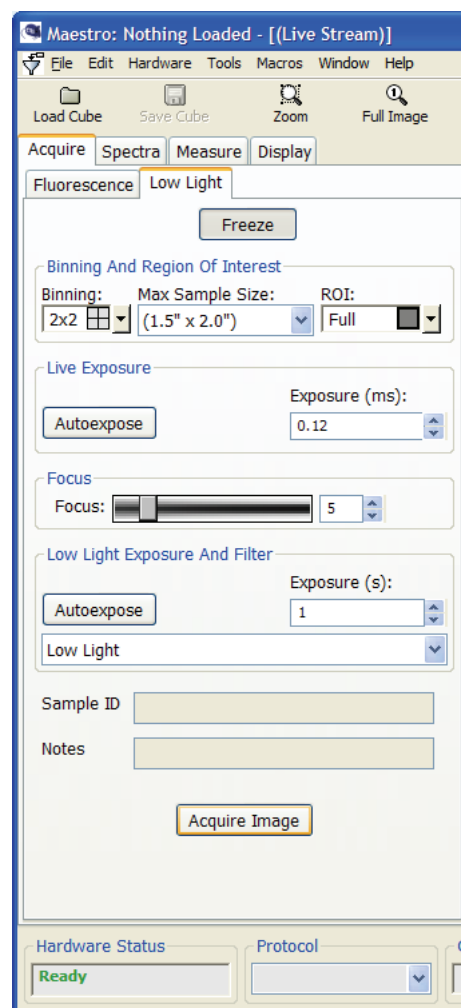 Maestro: Nothing Loaded - [(Live Stream)]
File Edit Hardware Tools Macros Window Help
Load Cube Save Cube Zoom Full Image
Acquire Spectra Measure Display
Fluorescence Low Light
Freeze
Binning And Region Of Interest
Binning: Max Sample Size: ROI:
2x2 (1.5" x 2.0") Full
Live Exposure
Exposure (ms):
Autoexpose 0.12
Focus
Focus: 5
Low Light Exposure And Filter
Exposure (s):
Autoexpose 1
Low Light
Sample ID
Notes
Acquire Image
Hardware Status Protocol
Ready